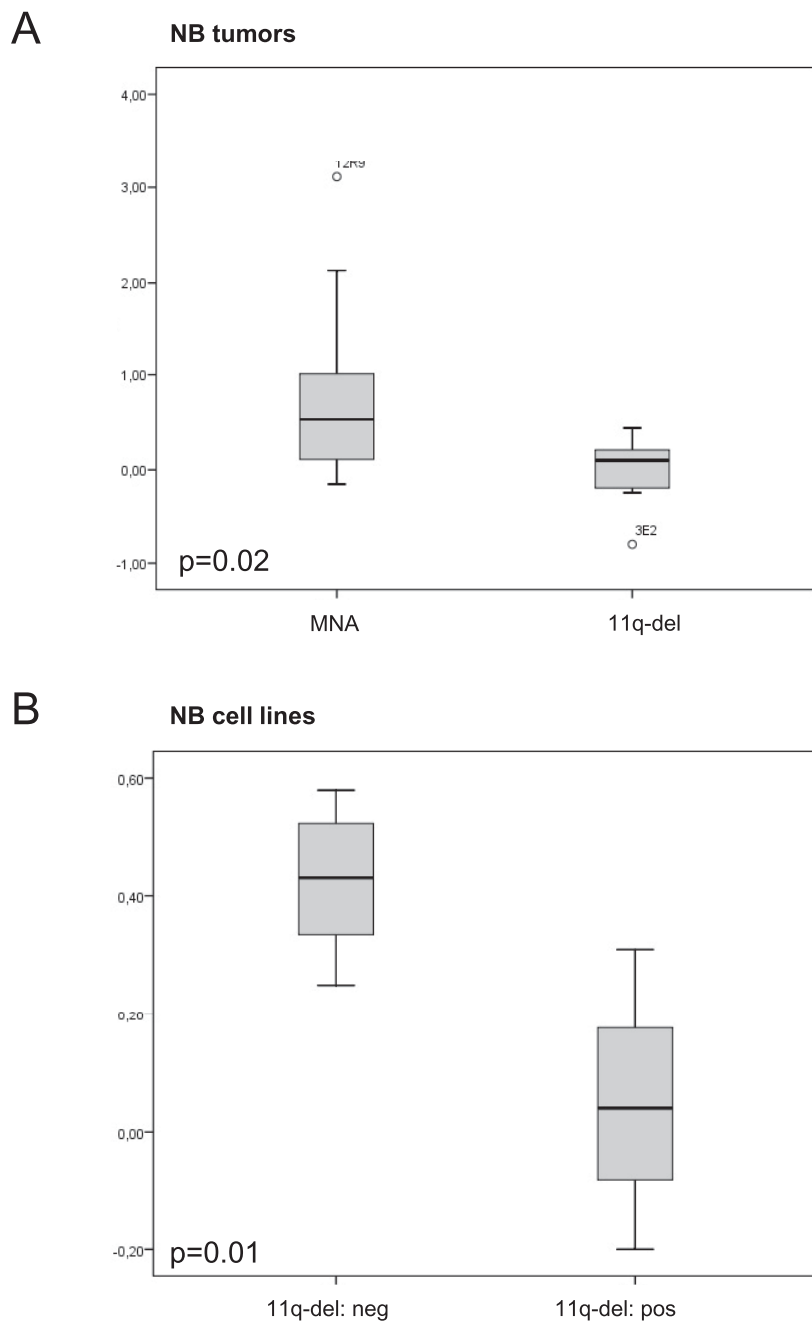 A
NB tumors
4,00
3,00
2,00
1,00
0,00
-1,00
3E2
p=0.02
MNA
11q-del
B
NB cell lines
0,60
0,40
0,20
0,00
-0,20
p=0.01
11q-del: neg
11q-del: pos